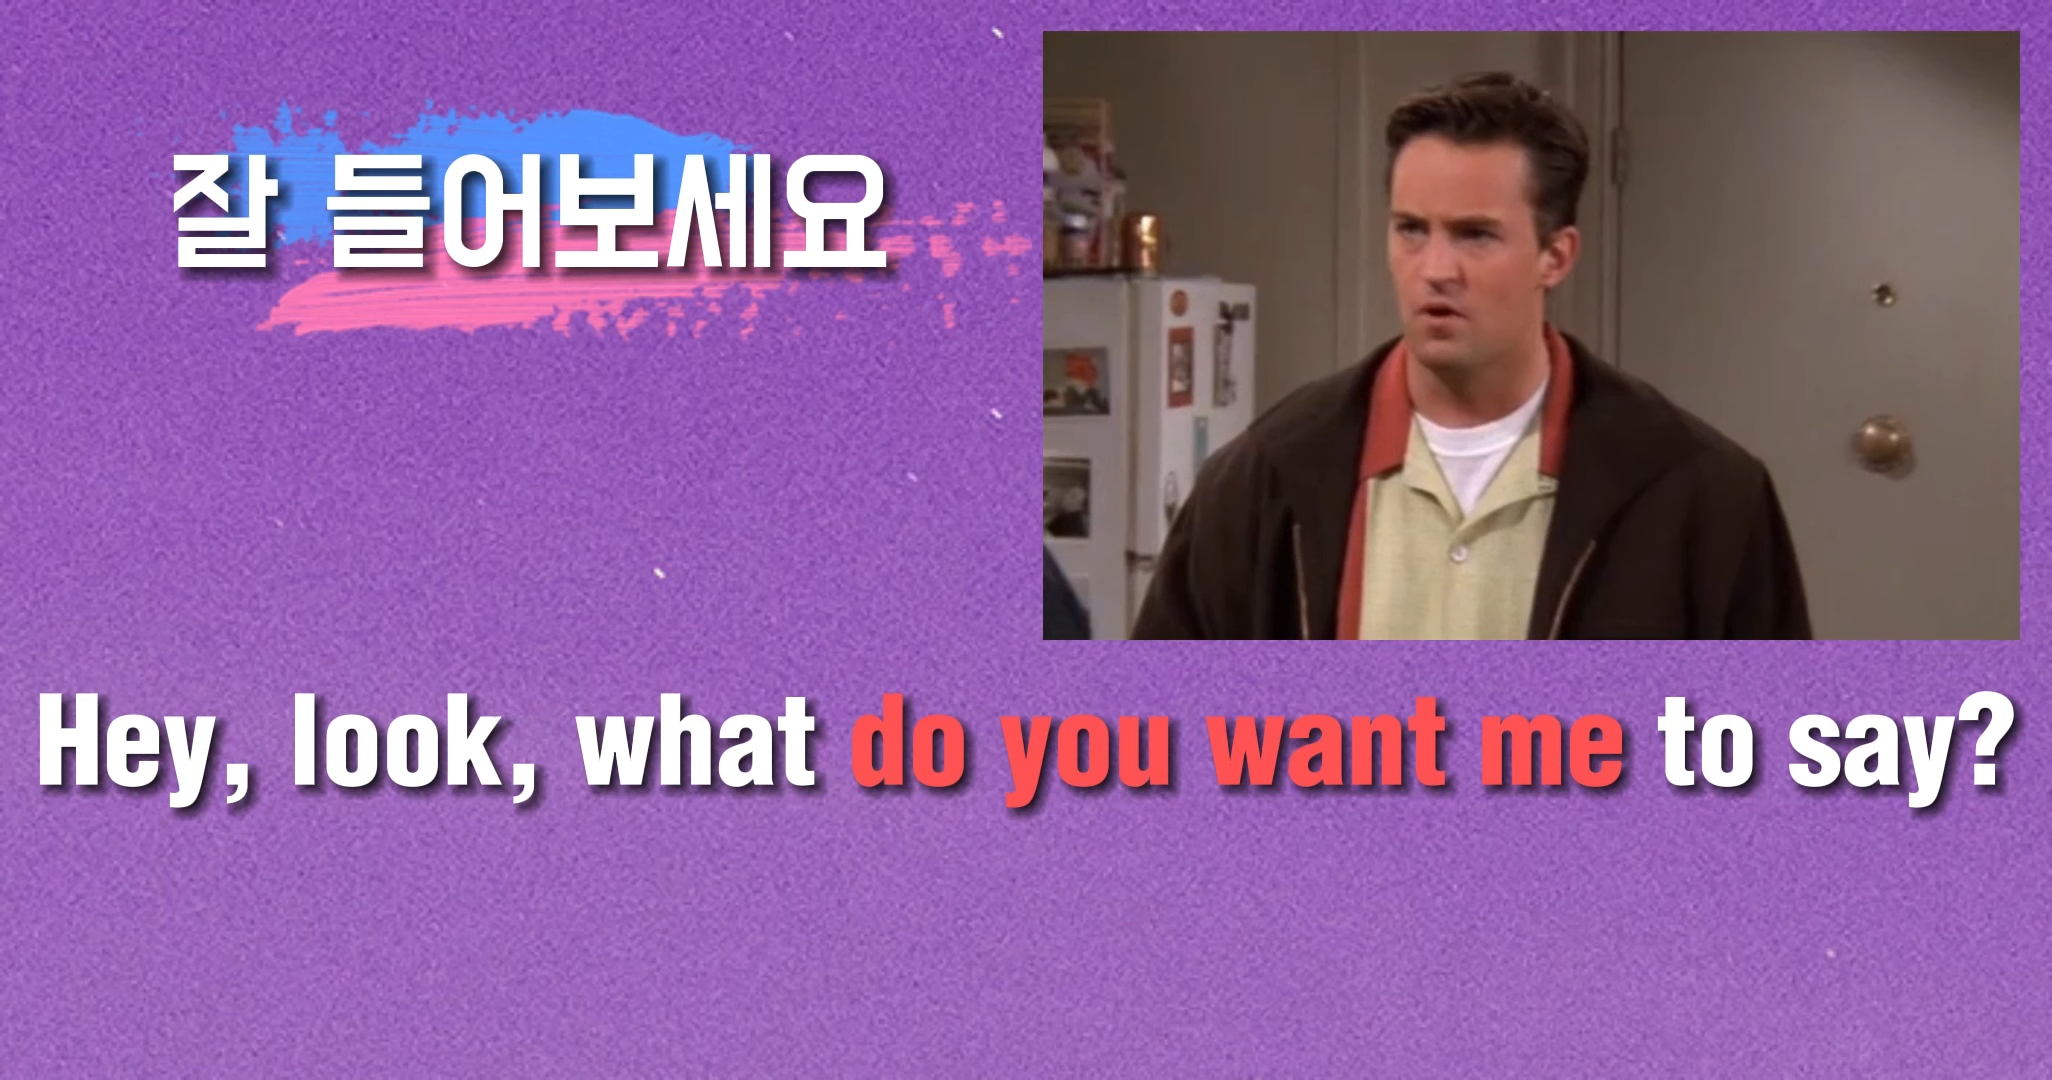 잘 들어보세요
Hey, look, what do you want me to say?